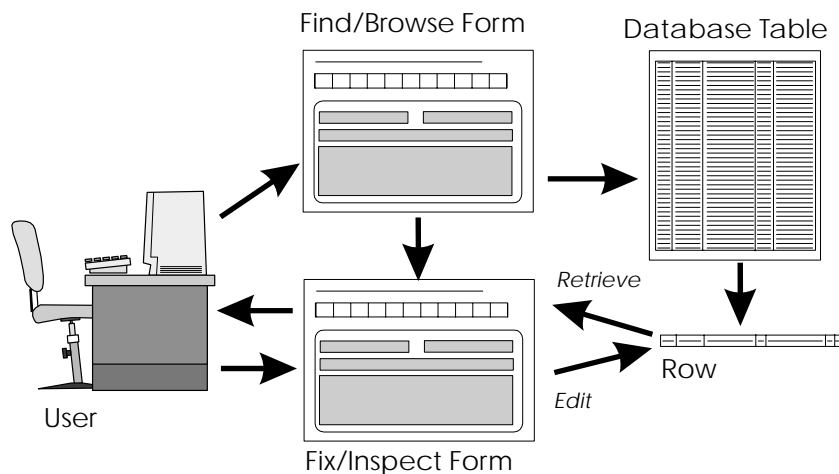 Find/Browse Form
Database Table
Retrieve
Row
Edit
User
Fix/Inspect Form